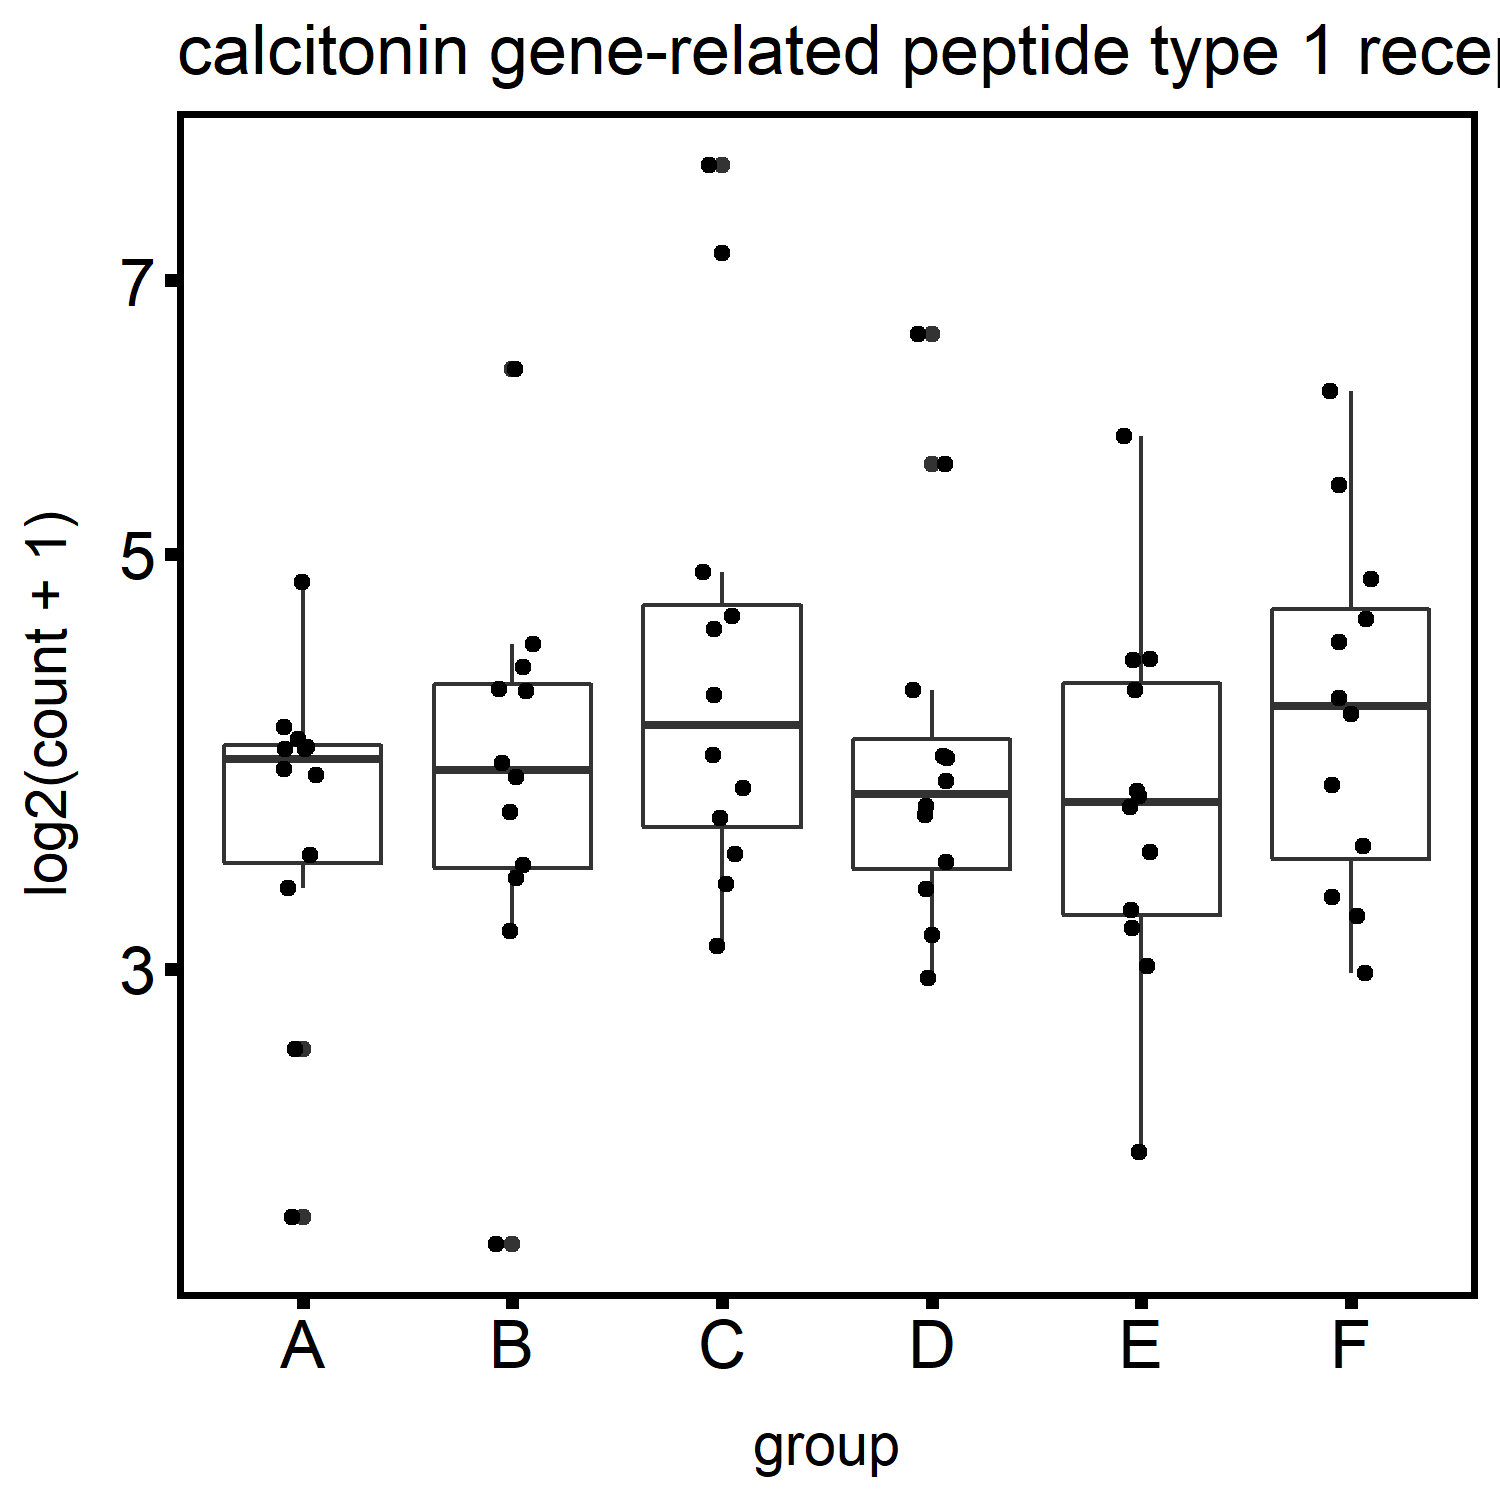 calcitonin gene-related peptide type 1 recep
7
5
3
log2(count + 1)
A B C D E F
group